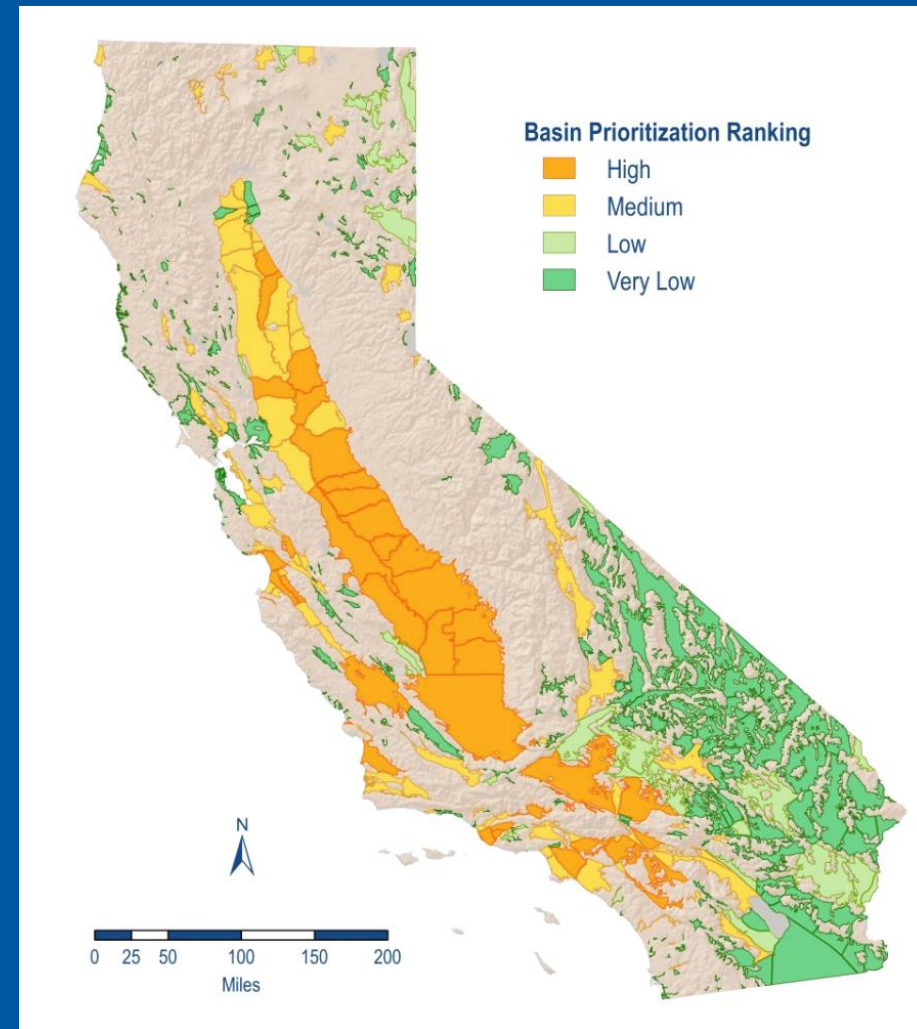 Basin Prioritization Ranking
High
Medium
Low
Very Low
N
0 25 50 100 150 200
Miles